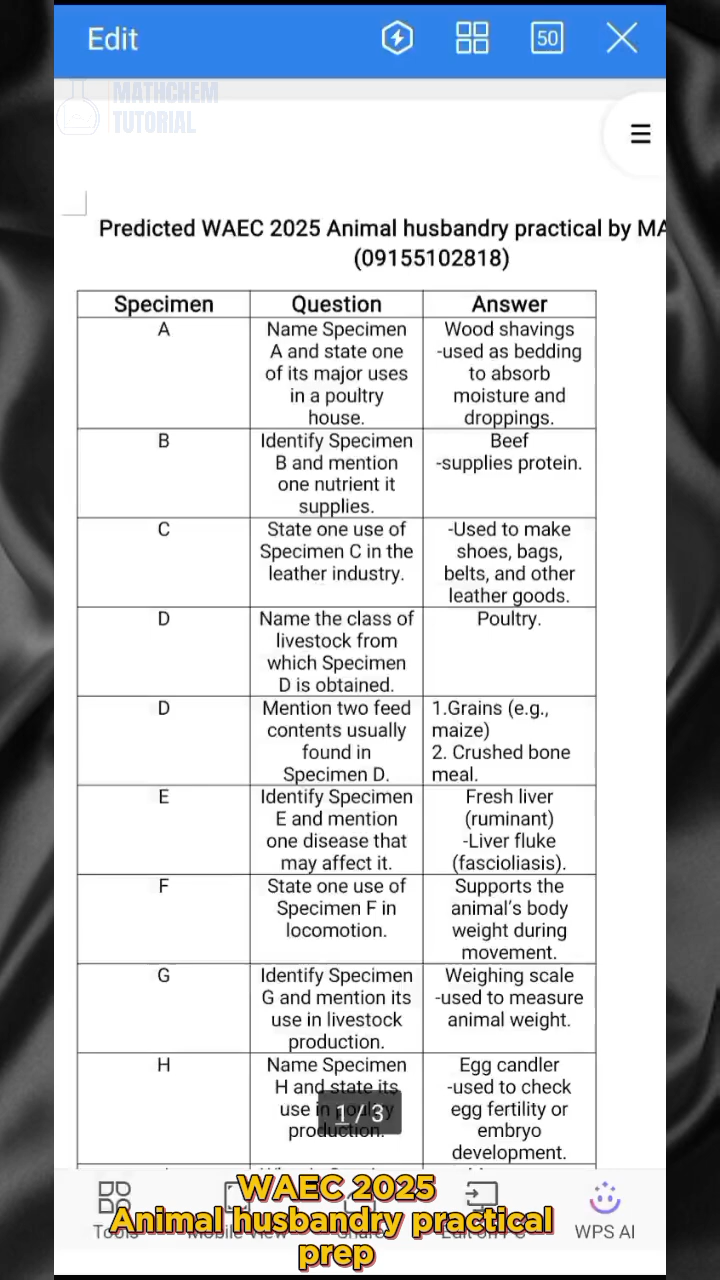 Edit
50
MATHCHEM
TUTORIAL
Predicted WAEC 2025 Animal husbandry practical by MA
(09155102818)
Specimen Question Answer
A
Name Specimen
A and state one
of its major uses
in a poultry
house.
Wood shavings
-used as bedding
to absorb
moisture and
droppings.
B
Identify Specimen
B and mention
one nutrient it
supplies.
Beef
-supplies protein.
C
State one use of
Specimen C in the
leather industry.
-Used to make
shoes, bags,
belts, and other
leather goods.
D
Name the class of
livestock from
which Specimen
D is obtained.
Poultry.
D
Mention two feed
contents usually
found in
Specimen D.
1.Grains (e.g.,
maize)
2. Crushed bone
meal.
E
Identify Specimen
E and mention
one disease that
may affect it.
Fresh liver
(ruminant)
-Liver fluke
(fascioliasis).
F
State one use of
Specimen F in
locomotion.
Supports the
animal's body
weight during
movement.
G
Identify Specimen
G and mention its
use in livestock
production.
Weighing scale
-used to measure
animal weight.
H
Name Specimen
H and state its
use in poultry
production.
Egg candler
-used to check
egg fertility or
embryo
development.
1 / 3
WAEC 2025
Animal husbandry practical
prep
Tools
WPS AI